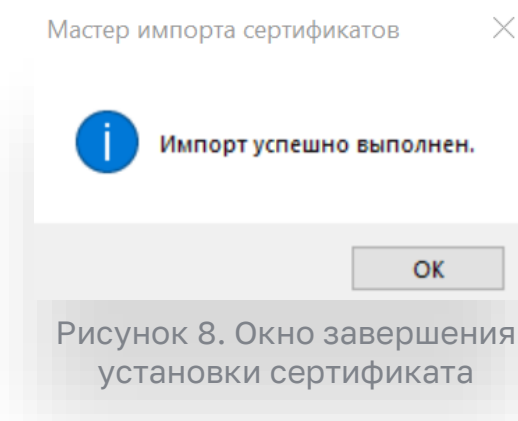 Мастер импорта сертификатов
Импорт успешно выполнен.
ОК
Рисунок 8. Окно завершения
установки сертификата